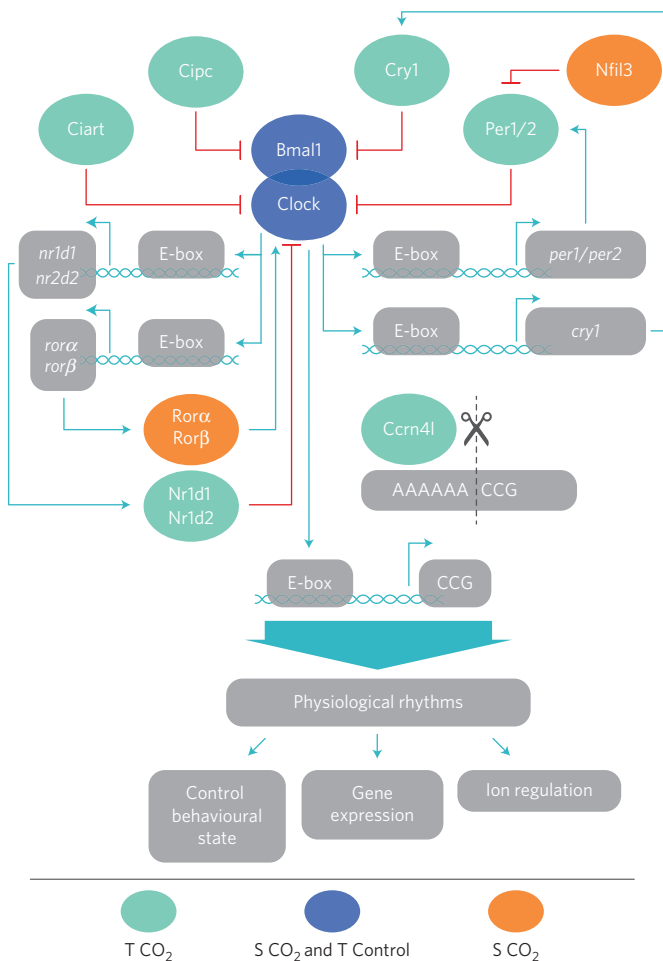 Cipc
Cry1
Nfil3
Ciart
Bmal1
Per1/2
Clock
nr1d1
nr2d2
E-box
E-box
per1/per2
rorα
rorβ
E-box
E-box
cry1
Rorα
Rorβ
Ccrn4l
AAAAAA CCG
Nr1d1
Nr1d2
E-box
CCG
Physiological rhythms
Control
behavioural
state
Gene
expression
Ion regulation
T CO₂
S CO₂ and T Control
S CO₂